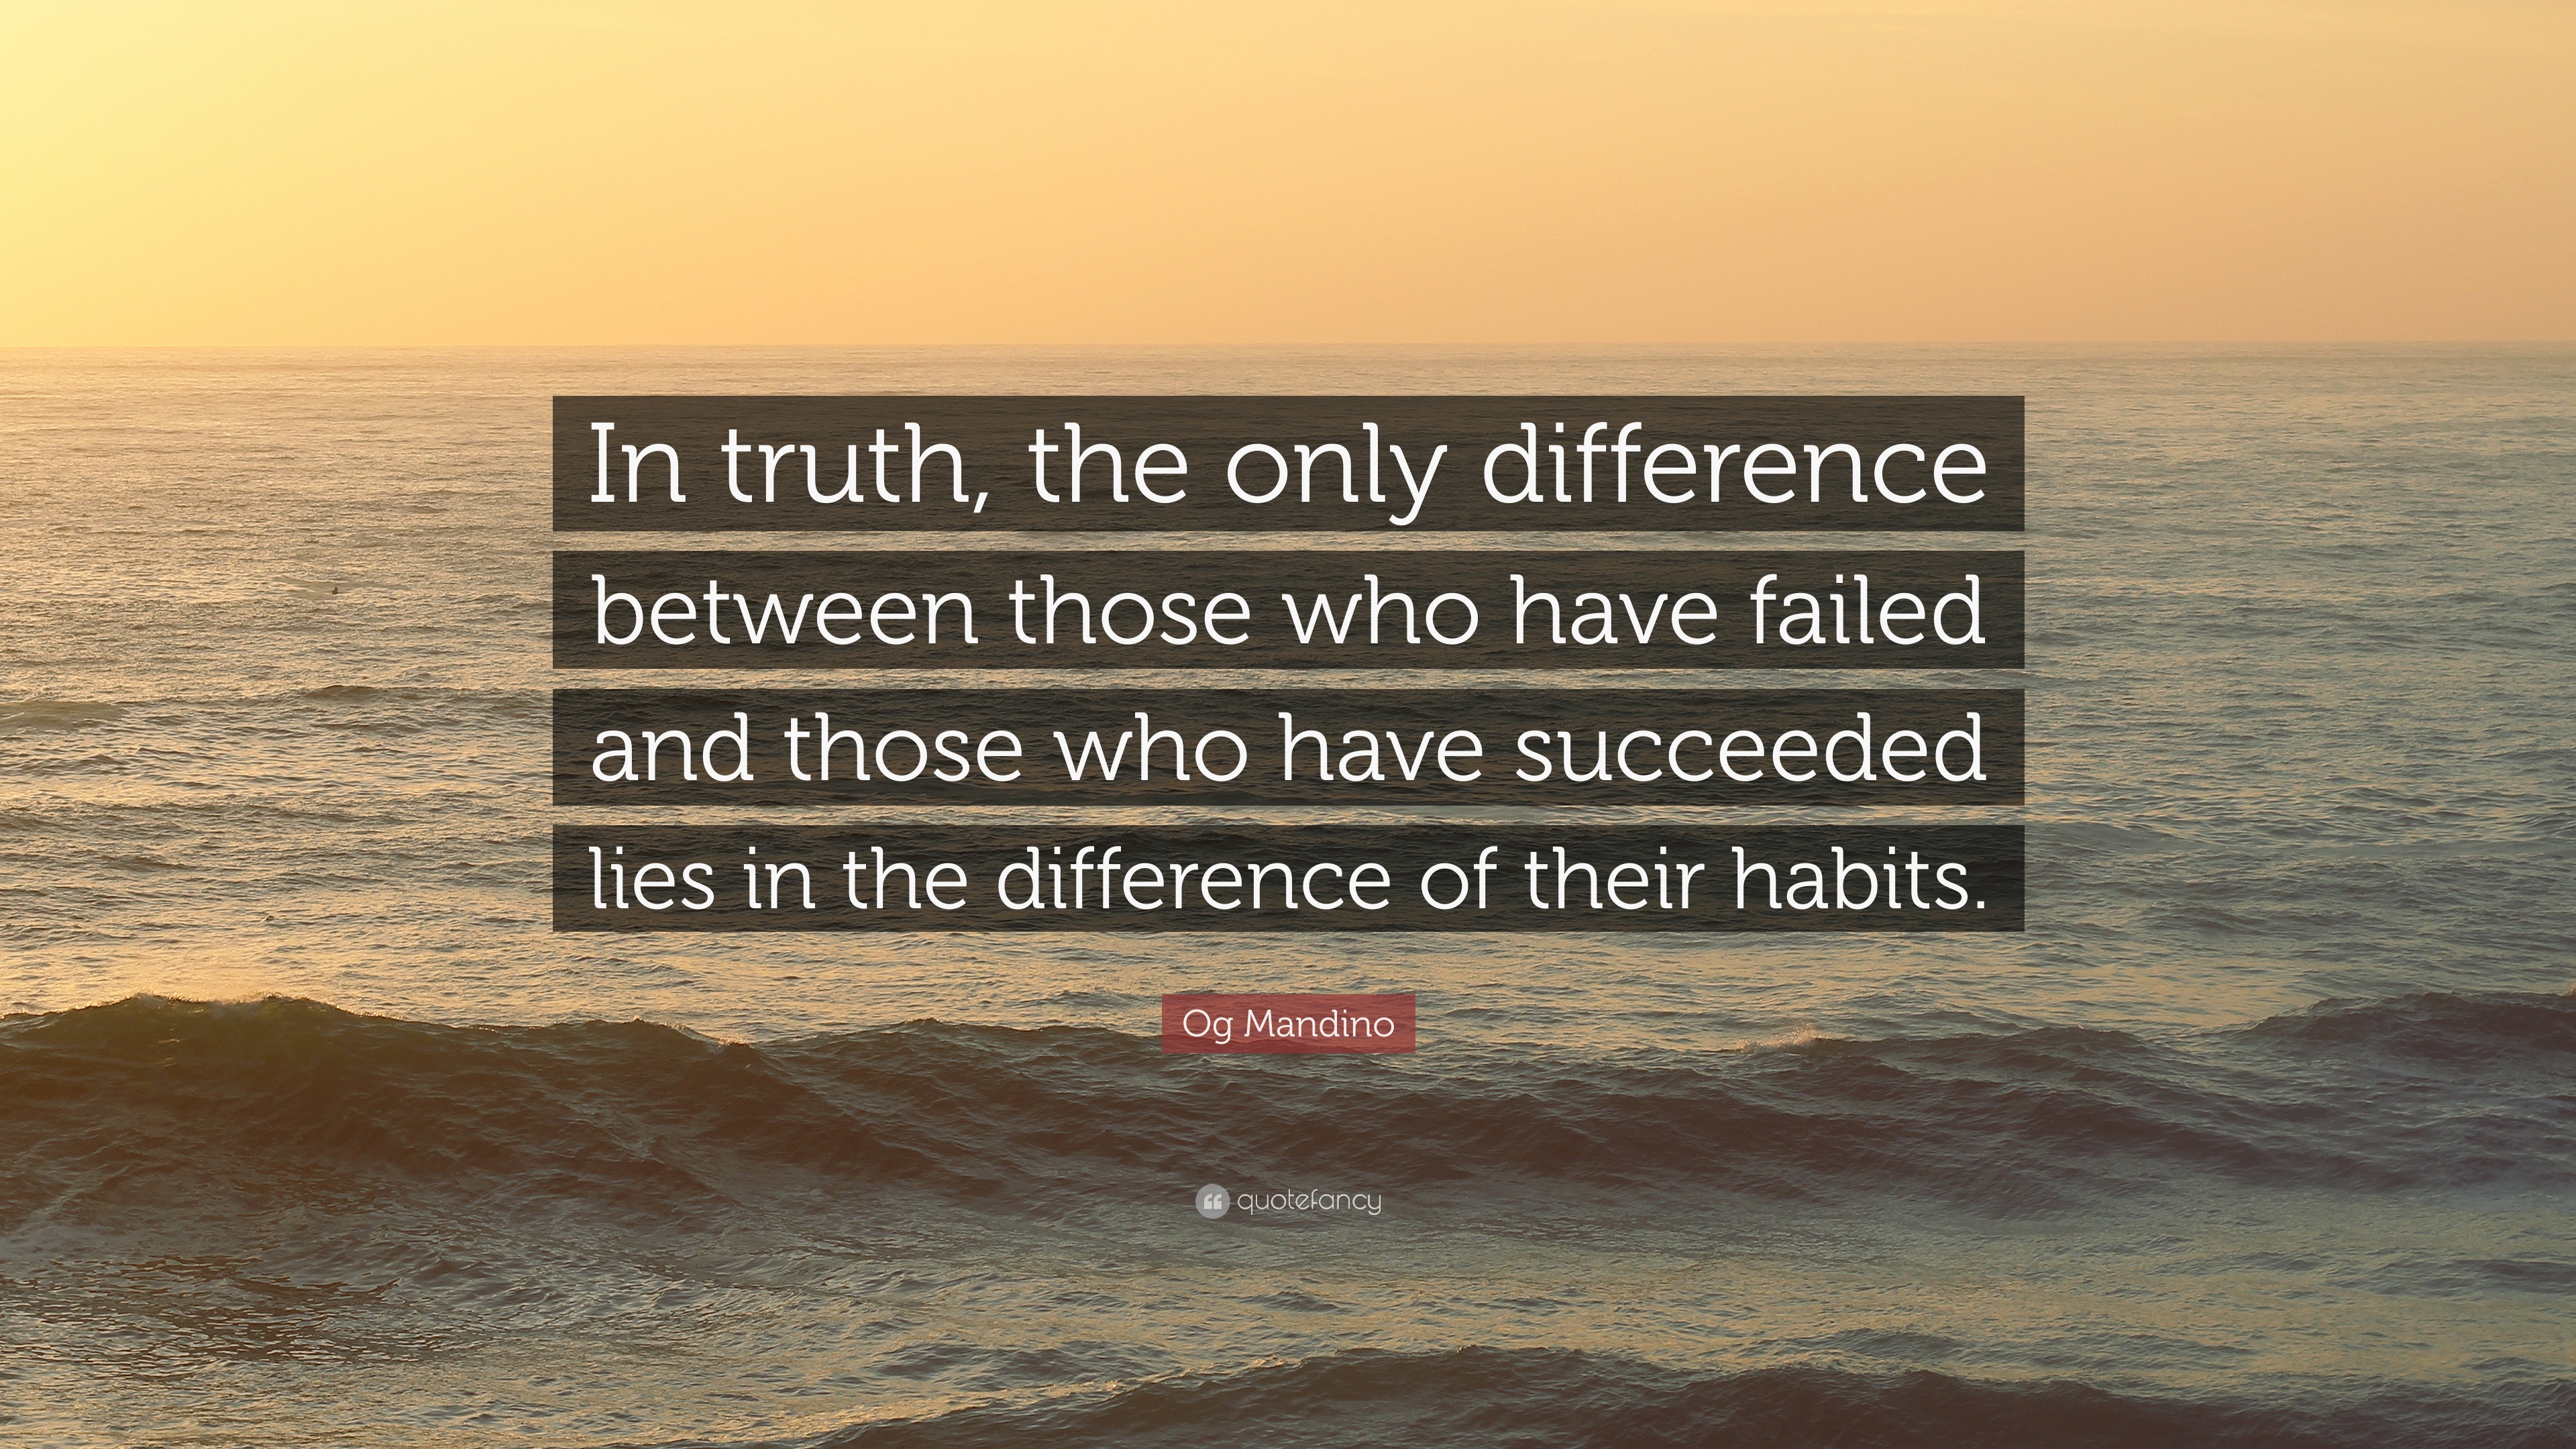 In truth, the only difference
between those who have failed
and those who have succeeded
lies in the difference of their habits.
Og Mandino
quotefancy